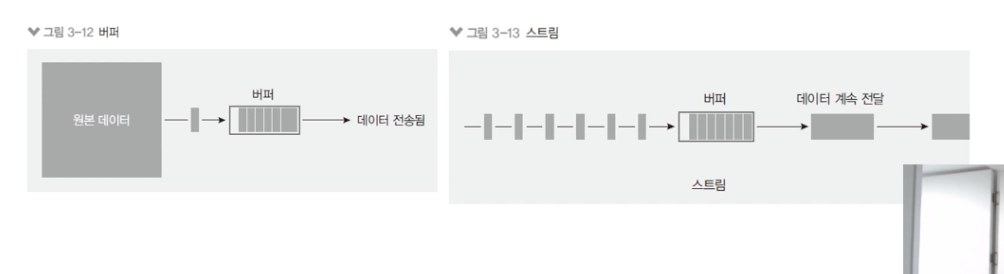 그림 3-12 버퍼
원본 데이터
버퍼
데이터 전송됨
그림 3-13 스트림
버퍼
데이터 계속 전달
스트림